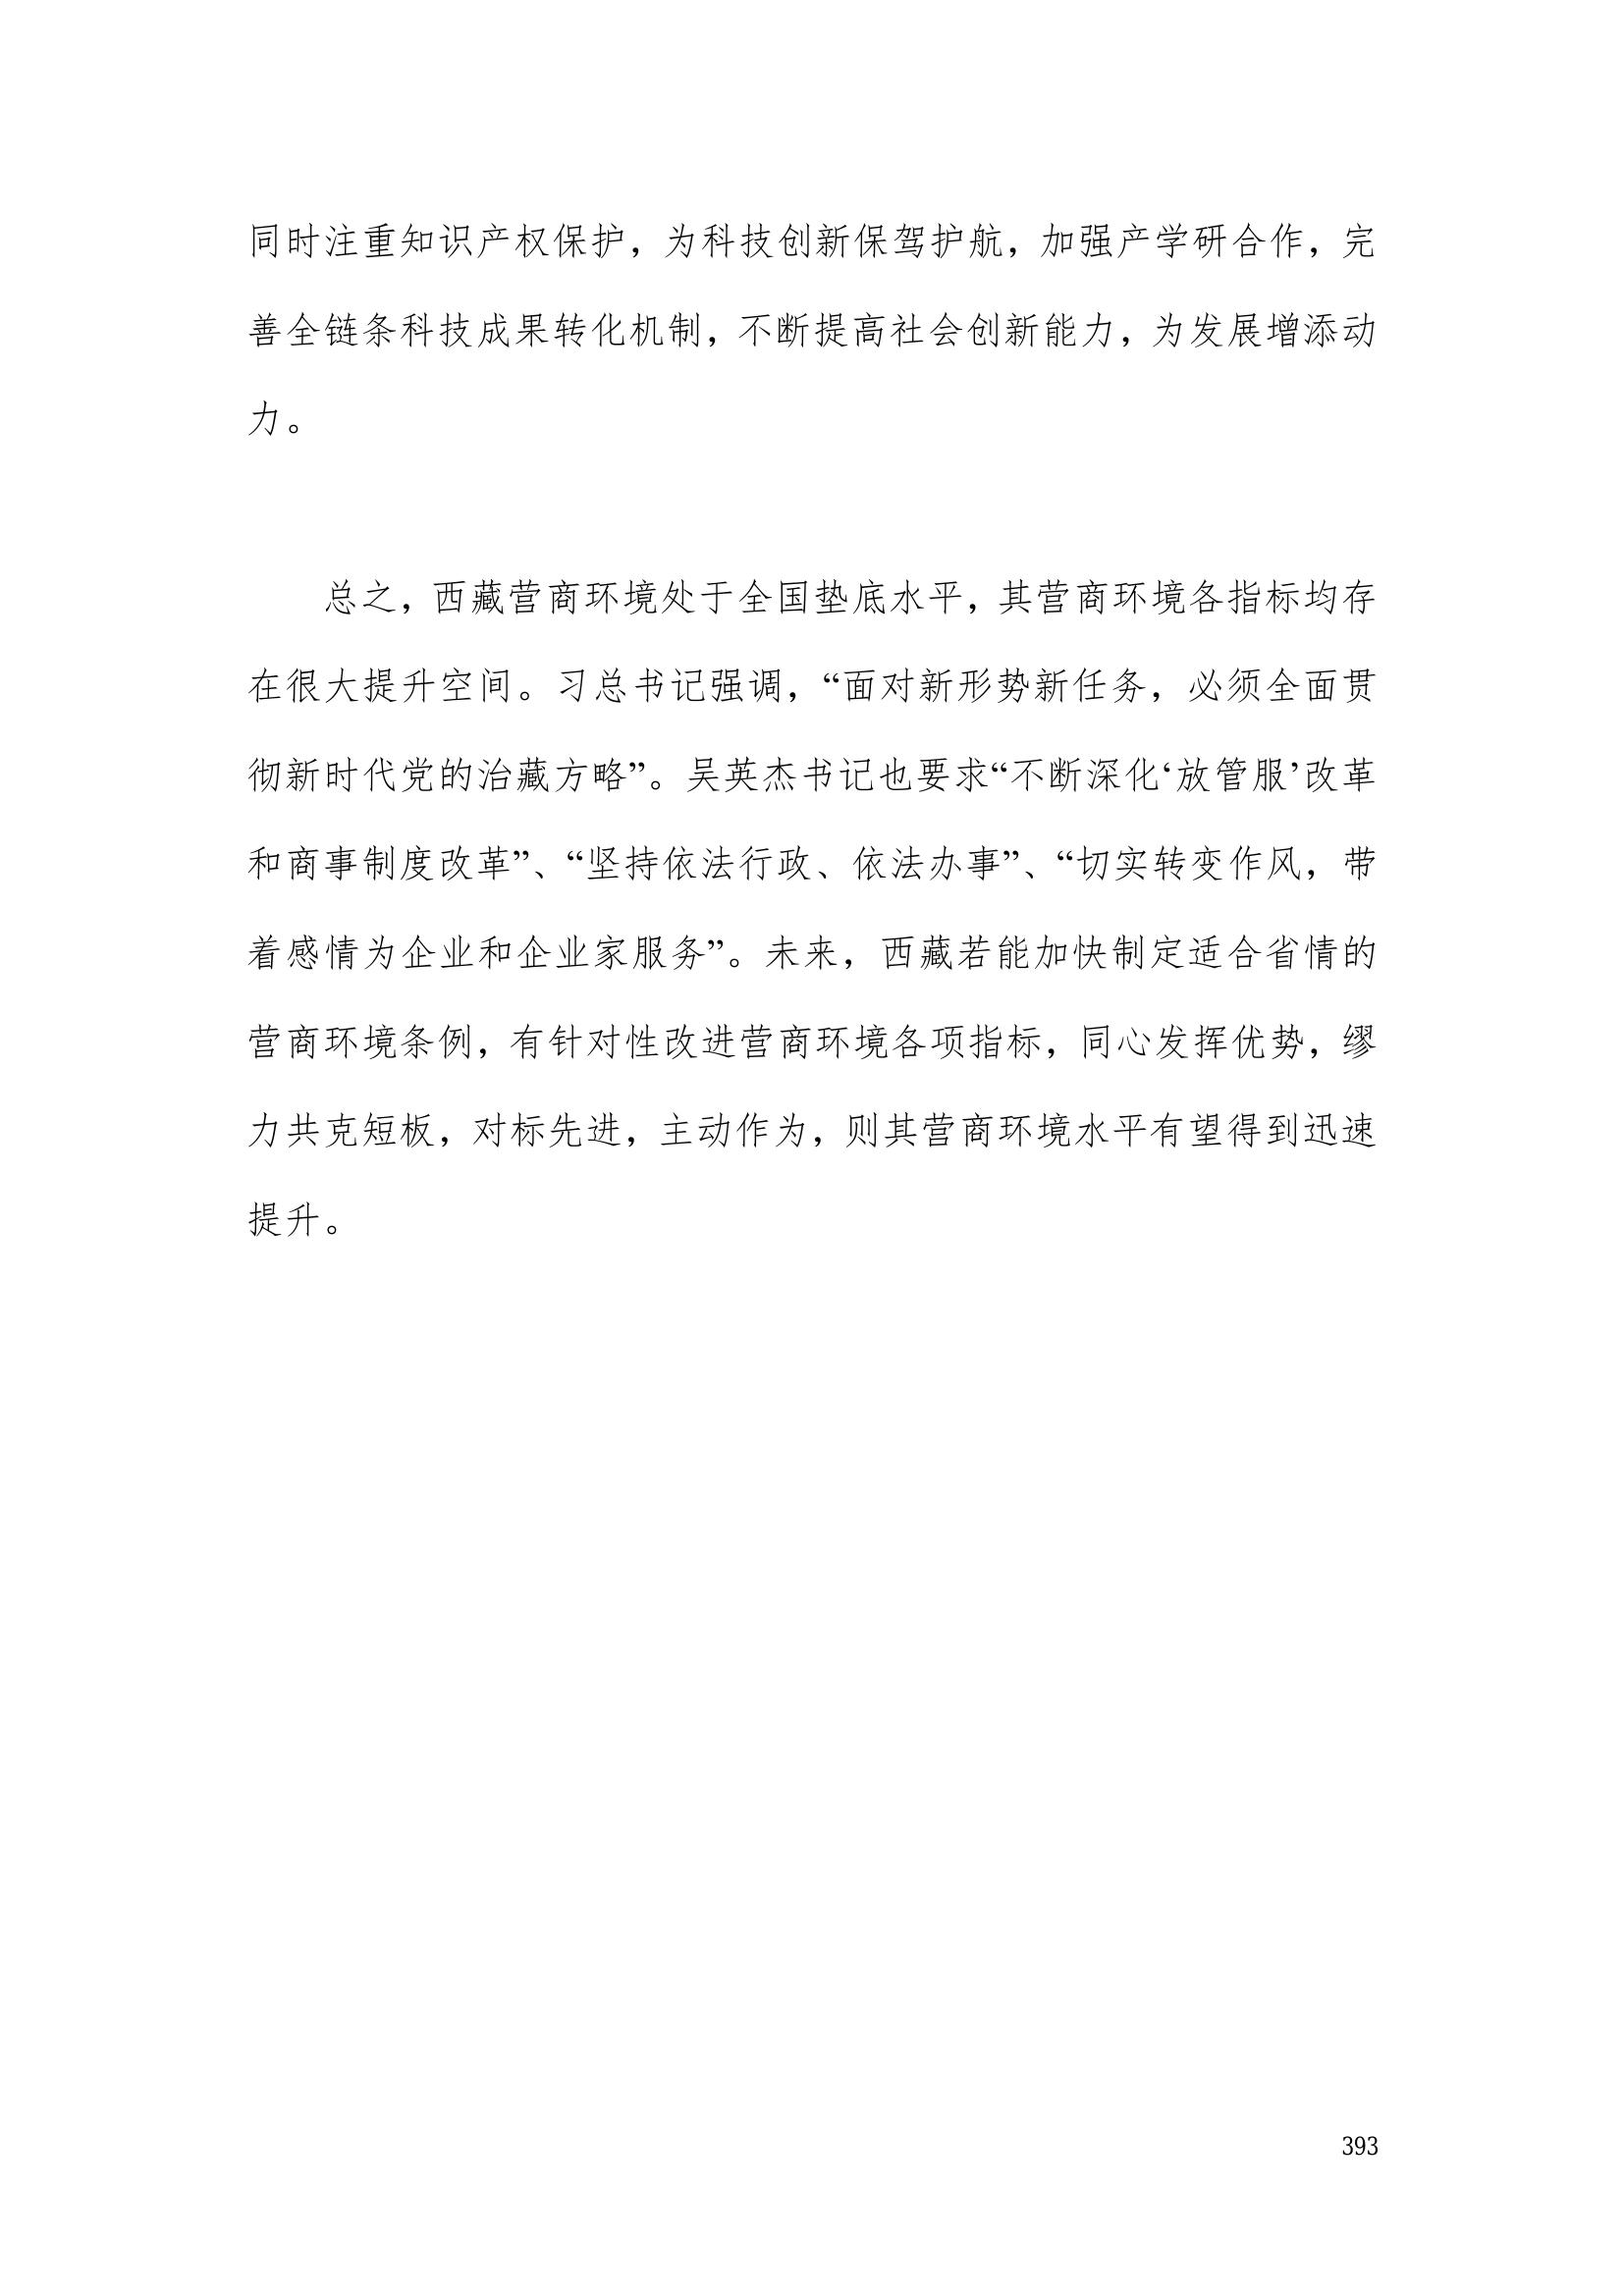 同时注重知识产权保护，为科技创新保驾护航，加强产学研合作，完
善全链条科技成果转化机制，不断提高社会创新能力，为发展增添动
力。
总之，西藏营商环境处于全国垫底水平，其营商环境各指标均存
在很大提升空间。习总书记强调，“面对新形势新任务，必须全面贯
彻新时代党的治藏方略”。吴英杰书记也要求“不断深化‘放管服’改革
和商事制度改革”、“坚持依法行政、依法办事”、“切实转变作风，带
着感情为企业和企业家服务”。未来，西藏若能加快制定适合省情的
营商环境条例，有针对性改进营商环境各项指标，同心发挥优势，缪
力共克短板，对标先进，主动作为，则其营商环境水平有望得到迅速
提升。
393